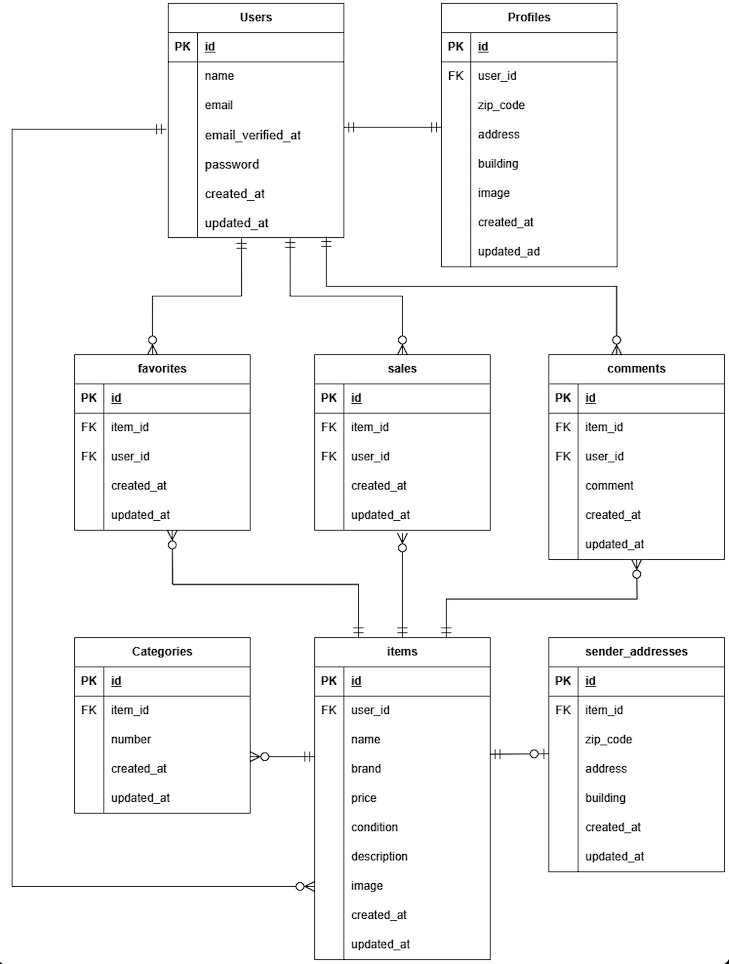 Users
PK id
name
email
email_verified_at
password
created_at
updated_at
Profiles
PK id
FK user_id
zip_code
address
building
image
created_at
updated_ad
favorites
PK id
FK item_id
FK user_id
created_at
updated_at
sales
PK id
FK item_id
FK user_id
created_at
updated_at
comments
PK id
FK item_id
FK user_id
comment
created_at
updated_at
Categories
PK id
FK item_id
number
created_at
updated_at
items
PK id
FK user_id
name
brand
price
condition
description
image
created_at
updated_at
sender_addresses
PK id
FK item_id
zip_code
address
building
created_at
updated_at